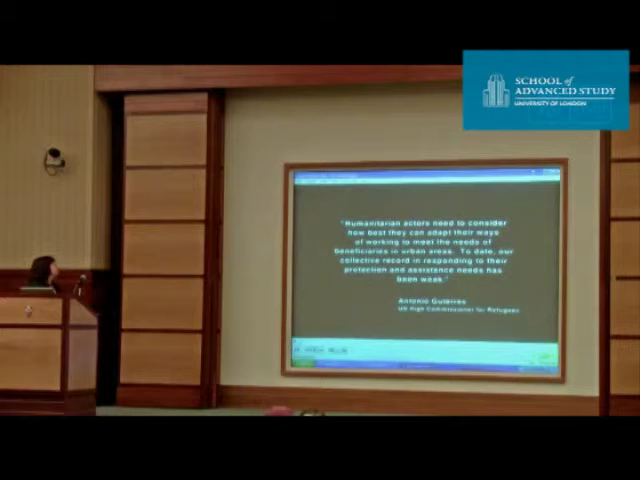 SCHOOL of
ADVANCED STUDY
UNIVERSITY OF LONDON
"Humanitarian actors need to consider
how best they can adapt their ways
of working to meet the needs of
beneficiaries in urban areas. To date, our
collective record in responding to their
protection and assistance needs has
been weak."
Antonio Guterres
UN High Commissioner for Refugees